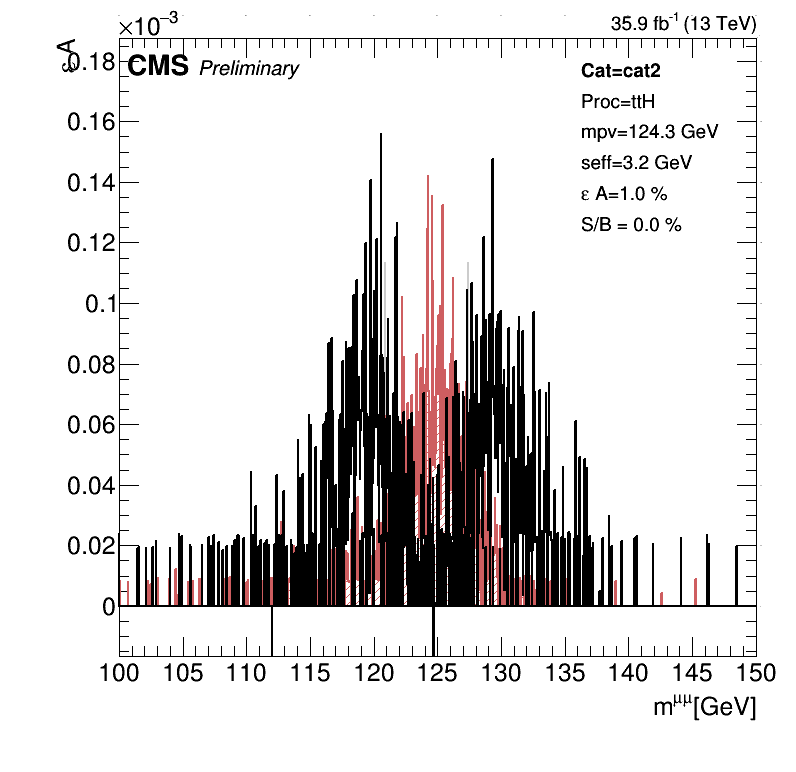 ×10⁻³
35.9 fb⁻¹ (13 TeV)
ε A
CMS Preliminary
Cat=cat2
Proc=ttH
mpv=124.3 GeV
seff=3.2 GeV
ε A=1.0 %
S/B = 0.0 %
0.18
0.16
0.14
0.12
0.1
0.08
0.06
0.04
0.02
0
100 105 110 115 120 125 130 135 140 145 150
m^μμ[GeV]